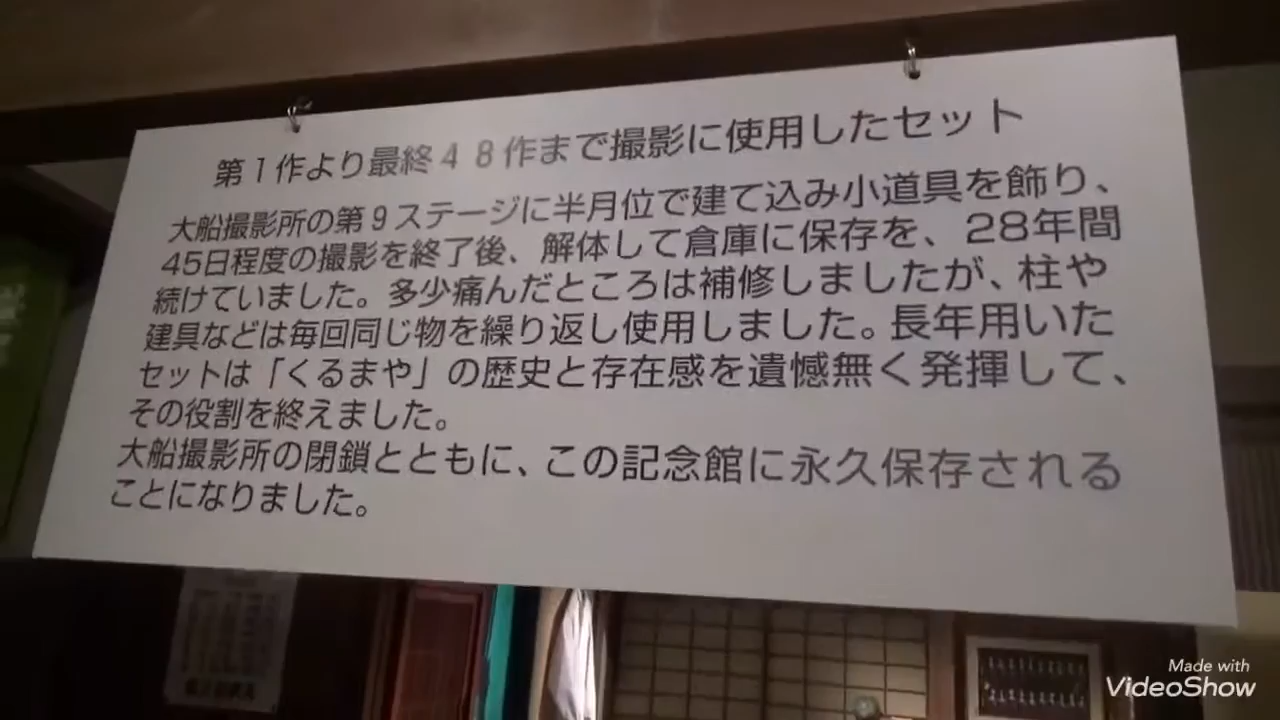 第1作より最終48作まで撮影に使用したセット
大船撮影所の第9ステージに半月位で建て込み小道具を飾り、
45日程度の撮影を終了後、解体して倉庫に保存を、28年間
続けていました。多少痛んだところは補修しましたが、柱や
建具などは毎回同じ物を繰り返し使用しました。長年用いた
セットは「くるまや」の歴史と存在感を遺憾無く発揮して、
その役割を終えました。
大船撮影所の閉鎖とともに、この記念館に永久保存される
ことになりました。
Made with
VideoShow